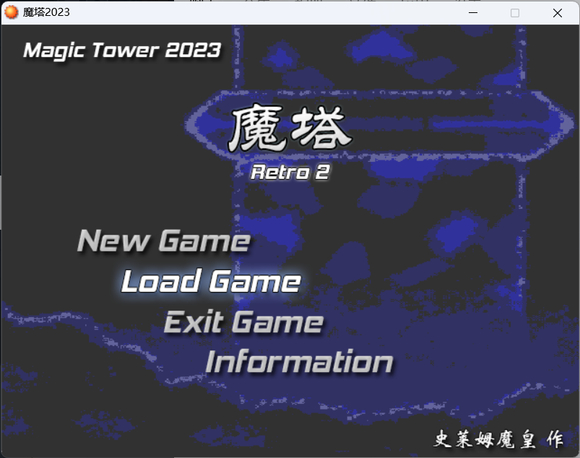 魔塔2023
Magic Tower 2023
魔塔
Retro 2
New Game
Load Game
Exit Game
Information
史莱姆魔皇 作